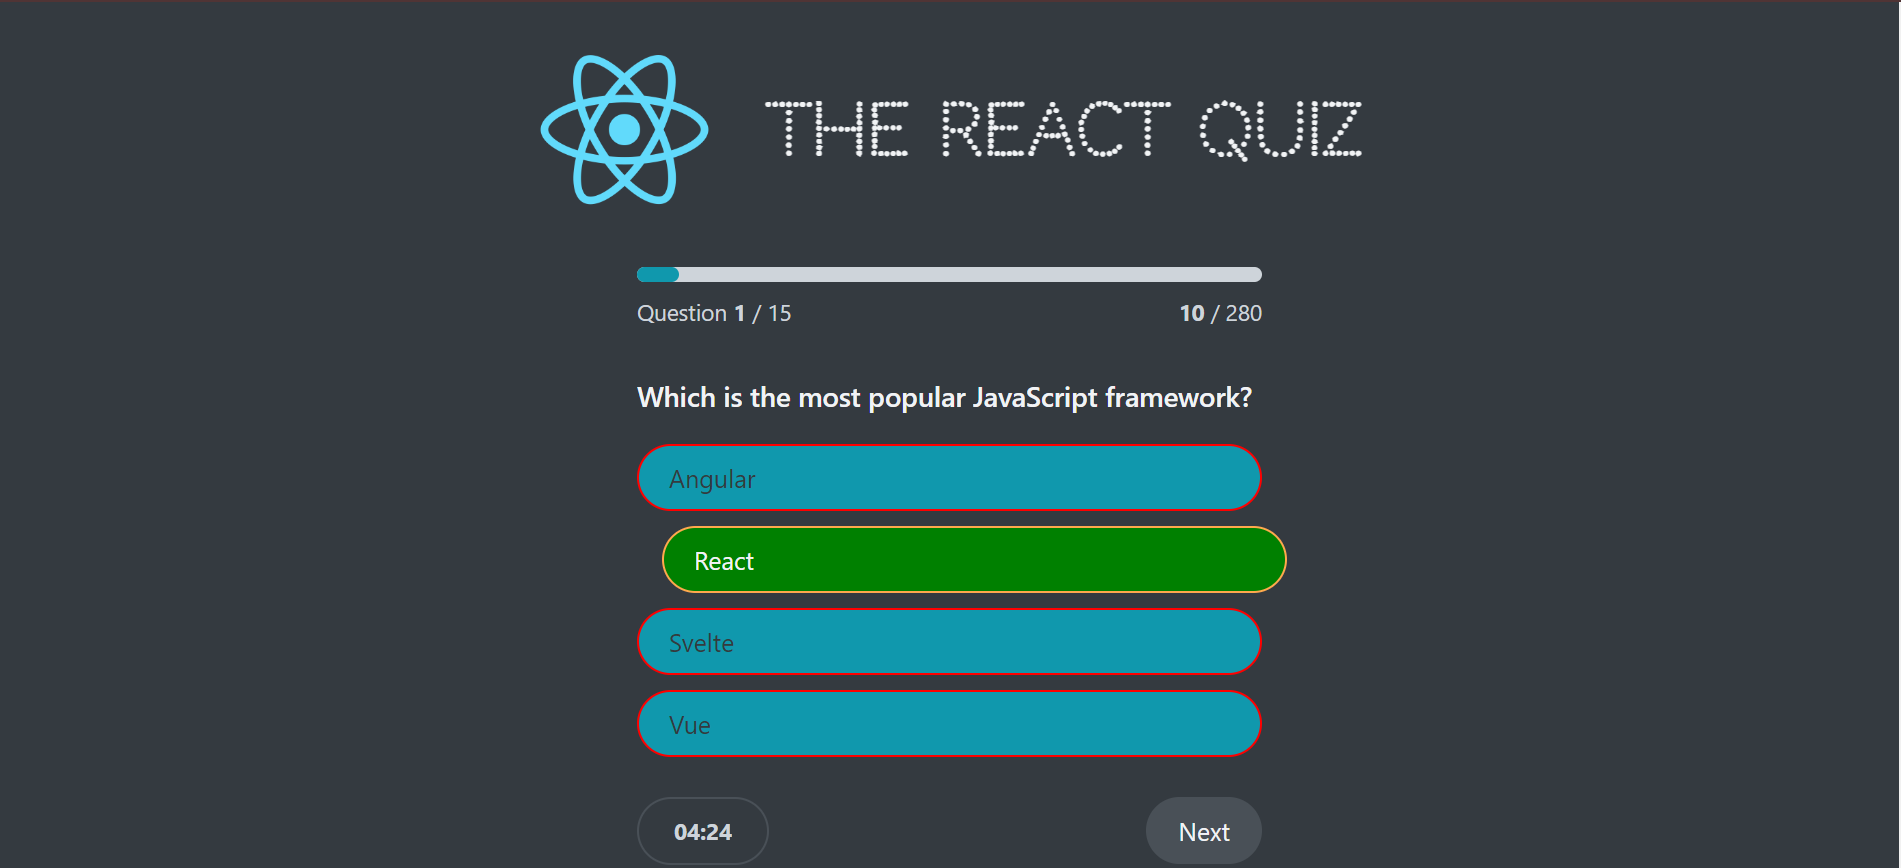 THE REACT QUIZ
Question 1 / 15
10 / 280
Which is the most popular JavaScript framework?
Angular
React
Svelte
Vue
04:24
Next